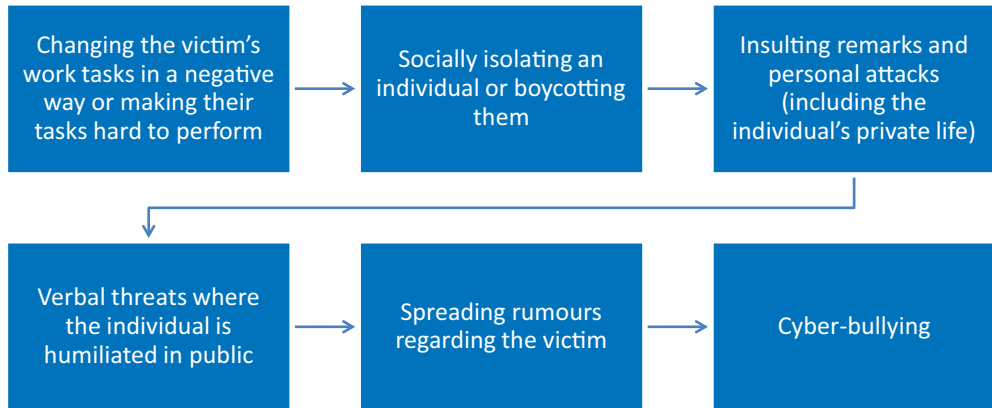 Changing the victim's
work tasks in a negative
way or making their
tasks hard to perform
Socially isolating an
individual or boycotting
them
Insulting remarks and
personal attacks
(including the
individual's private life)
Verbal threats where
the individual is
humiliated in public
Spreading rumours
regarding the victim
Cyber-bullying